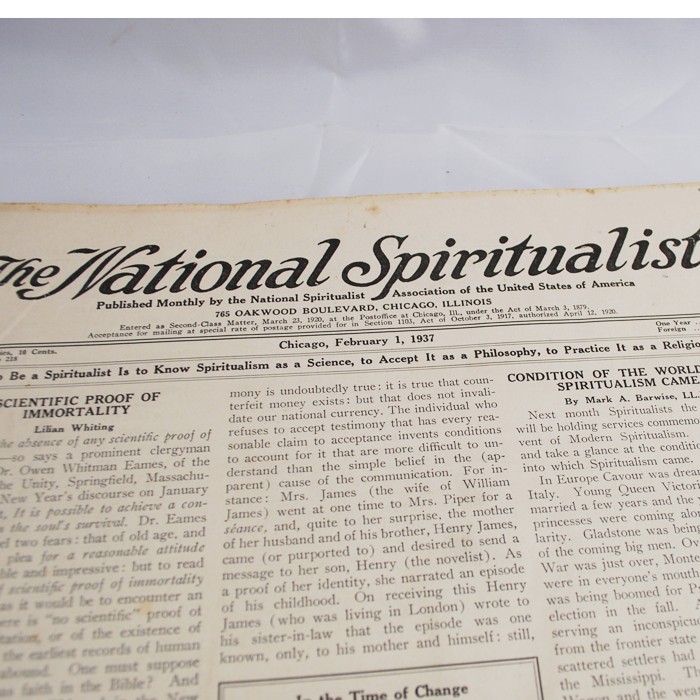 The National Spiritualist
Published Monthly by the National Spiritualist Association of the United States of America
765 OAKWOOD BOULEVARD, CHICAGO, ILLINOIS
Entered as Second-Class Matter, March 23, 1920, at the Postoffice at Chicago, Ill., under the Act of March 3, 1879.
Acceptance for mailing at special rate of postage provided for in Section 1103, Act of October 3, 1917, authorized April 12, 1920.
18 Cents.
218
Chicago, February 1, 1937
One Year
Foreign
Be a Spiritualist Is to Know Spiritualism as a Science, to Accept It as a Philosophy, to Practice It as a
SCIENTIFIC PROOF OF
IMMORTALITY
Lilian Whiting
the absence of any scientific proof of
—so says a prominent clergyman
Dr. Owen Whitman Eames, of the
the Unity, Springfield, Massachu-
New Year's discourse on January
It is possible to achieve a con-
the soul's survival. Dr. Eames
two fears: that of old age, and
plea for a reasonable attitude
and impressive: but to read
scientific proof of immortality
as it would be to encounter an
is "no scientific" proof of
or of the existence of
the earliest records of human
One must suppose
faith in the Bible? And
in the New
mony is undoubtedly true: it is true that coun-
terfeit money exists: but that does not invali-
date our national currency. The individual who
refuses to accept testimony that has every rea-
sonable claim to acceptance invents conditions
to account for it that are more difficult to un-
derstand than the simple belief in the (ap-
parent) cause of the communication. For in-
stance: Mrs. James (the wife of William
James) went at one time to Mrs. Piper for a
séance, and, quite to her surprise, the mother
of her husband and of his brother, Henry James,
came (or purported to) and desired to send a
message to her son, Henry (the novelist). As
a proof of her identity, she narrated an episode
of his childhood. On receiving this Henry
James (who was living in London) wrote to
his sister-in-law that the episode was one
known, only, to his mother and himself: still,
In the Time of Change
CONDITION OF THE WORLD
SPIRITUALISM CAME
By Mark A. Barwise,
Next month Spiritualists
will be holding services
vent of Modern Spiritualism.
and take a glance at the
into which Spiritualism came.
In Europe Cavour was
Italy. Young Queen
married a few years and the
princesses were coming
larity. Gladstone was being
of the coming big men.
War was just over,
were in everyone's mouth
was being boomed for
election in the fall. A
serving an
from the frontier state
scattered settlers had
the Mississippi. The
and the